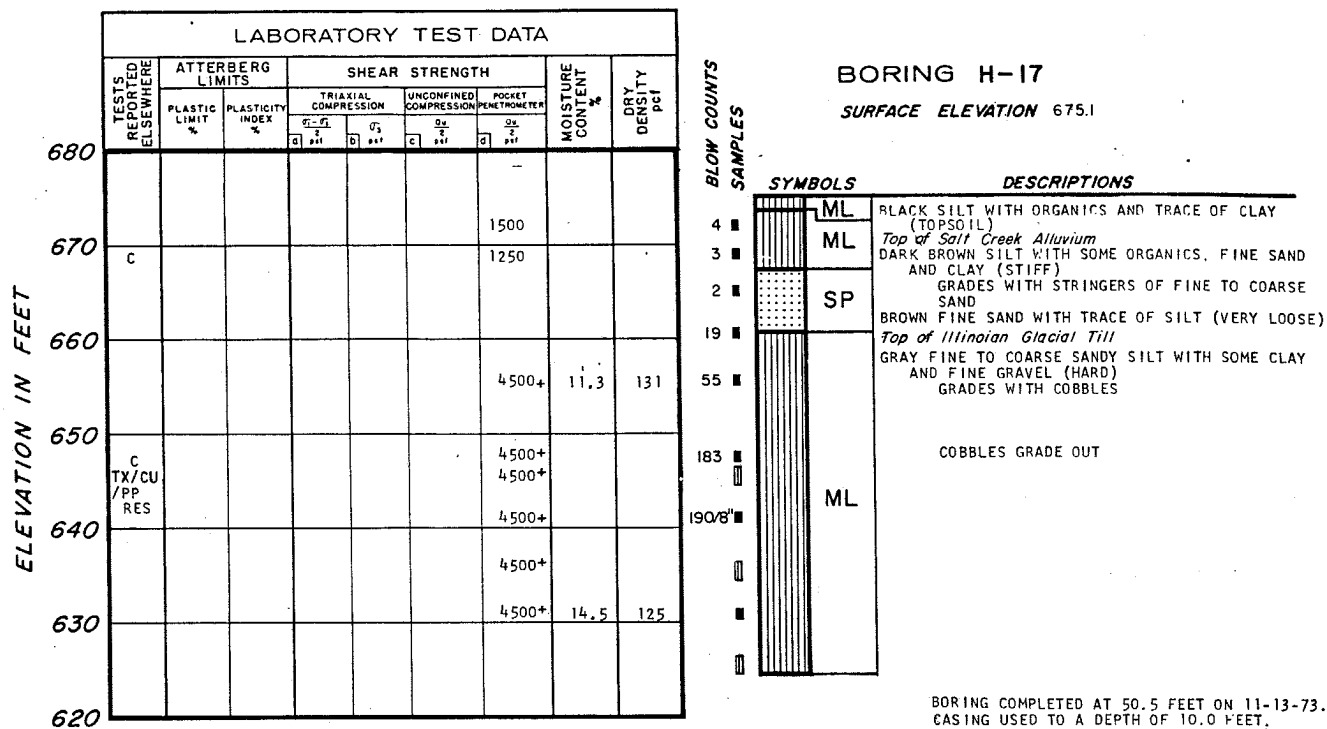 LABORATORY TEST DATA
TESTS REPORTED ELSEWHERE
ATTERBERG LIMITS
SHEAR STRENGTH
MOISTURE CONTENT %
DRY DENSITY pcf
PLASTIC LIMIT %
PLASTICITY INDEX %
TRIAXIAL COMPRESSION
UNCONFINED COMPRESSION
POCKET PENETROMETER
a psf
b psf
c psf
d psf
BLOW COUNTS
SAMPLES
BORING H-17
SURFACE ELEVATION 675.1
SYMBOLS
DESCRIPTIONS
ELEVATION IN FEET
680
670
660
650
640
630
620
–
1500
C 1250
4500+ 11.3 131
C 4500+
TX/CU 4500+
/PP
RES 4500+
4500+
4500+ 14.5 125
4
3
2
19
55
183
190/8"
ML
ML
SP
ML
BLACK SILT WITH ORGANICS AND TRACE OF CLAY
(TOPSOIL)
Top of Salt Creek Alluvium
DARK BROWN SILT WITH SOME ORGANICS, FINE SAND
AND CLAY (STIFF)
GRADES WITH STRINGERS OF FINE TO COARSE
SAND
BROWN FINE SAND WITH TRACE OF SILT (VERY LOOSE)
Top of Illinoian Glacial Till
GRAY FINE TO COARSE SANDY SILT WITH SOME CLAY
AND FINE GRAVEL (HARD)
GRADES WITH COBBLES
COBBLES GRADE OUT
BORING COMPLETED AT 50.5 FEET ON 11-13-73.
CASING USED TO A DEPTH OF 10.0 FEET.